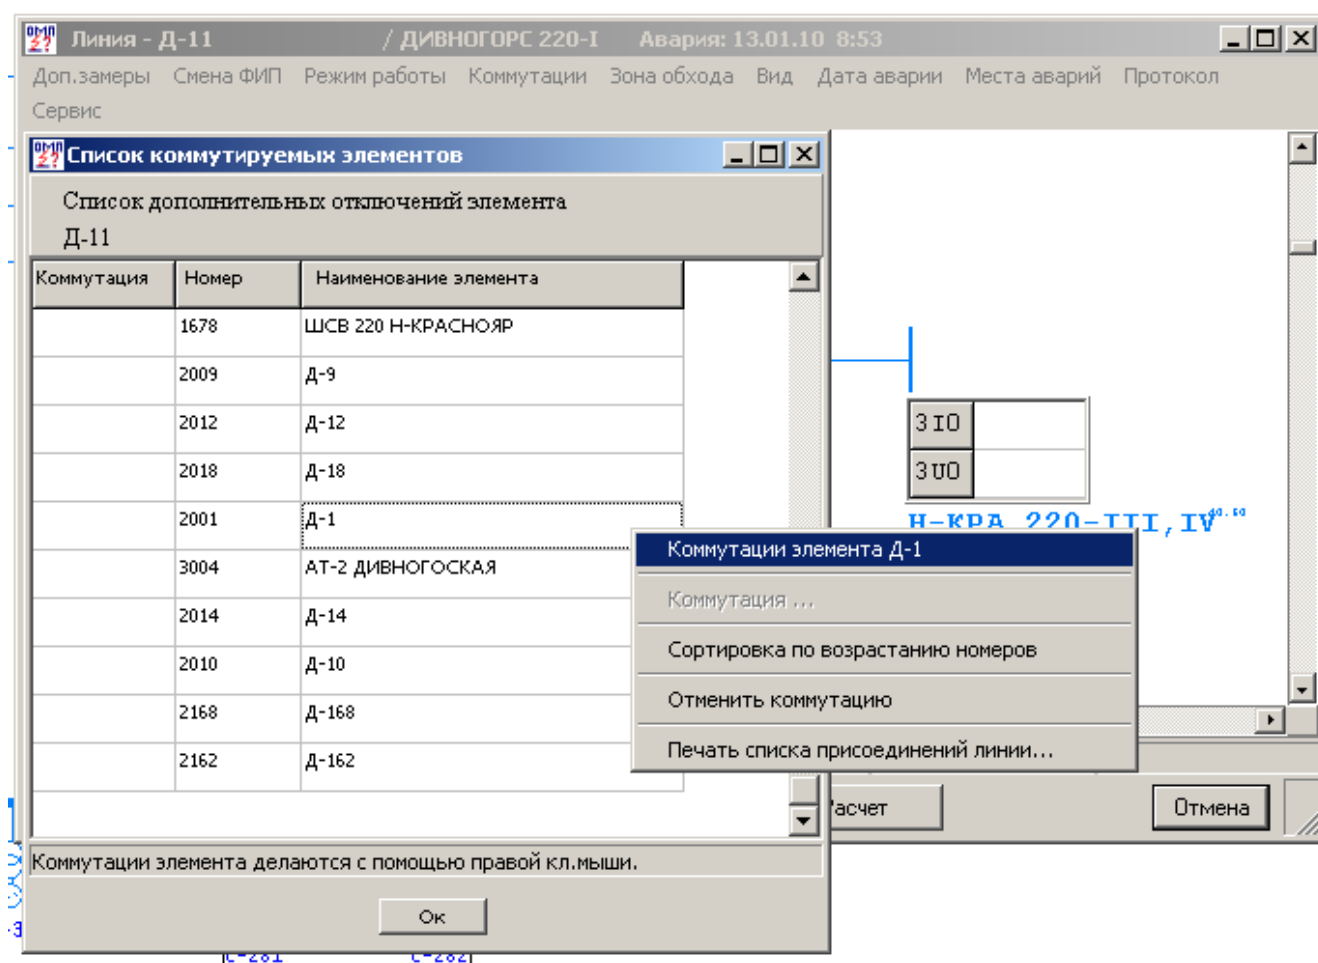 Линия - Д-11 / ДИВНОГОРС 220-I Авария: 13.01.10 8:53
Доп.замеры Смена ФИП Режим работы Коммутации Зона обхода Вид Дата аварии Места аварий Протокол
Сервис
ОМП Список коммутируемых элементов
Список дополнительных отключений элемента
Д-11
Коммутация Номер Наименование элемента
1678 ШСВ 220 Н-КРАСНОЯР
2009 Д-9
2012 Д-12
2018 Д-18
2001 Д-1
3004 АТ-2 ДИВНОГОСКАЯ
2014 Д-14
2010 Д-10
2168 Д-168
2162 Д-162
3I0
3U0
Н-КРА 220-III,IV
Коммутации элемента Д-1
Коммутация ...
Сортировка по возрастанию номеров
Отменить коммутацию
Печать списка присоединений линии...
асчет Отмена
Коммутации элемента делаются с помощью правой кл.мыши.
Ок
С-281 С-282